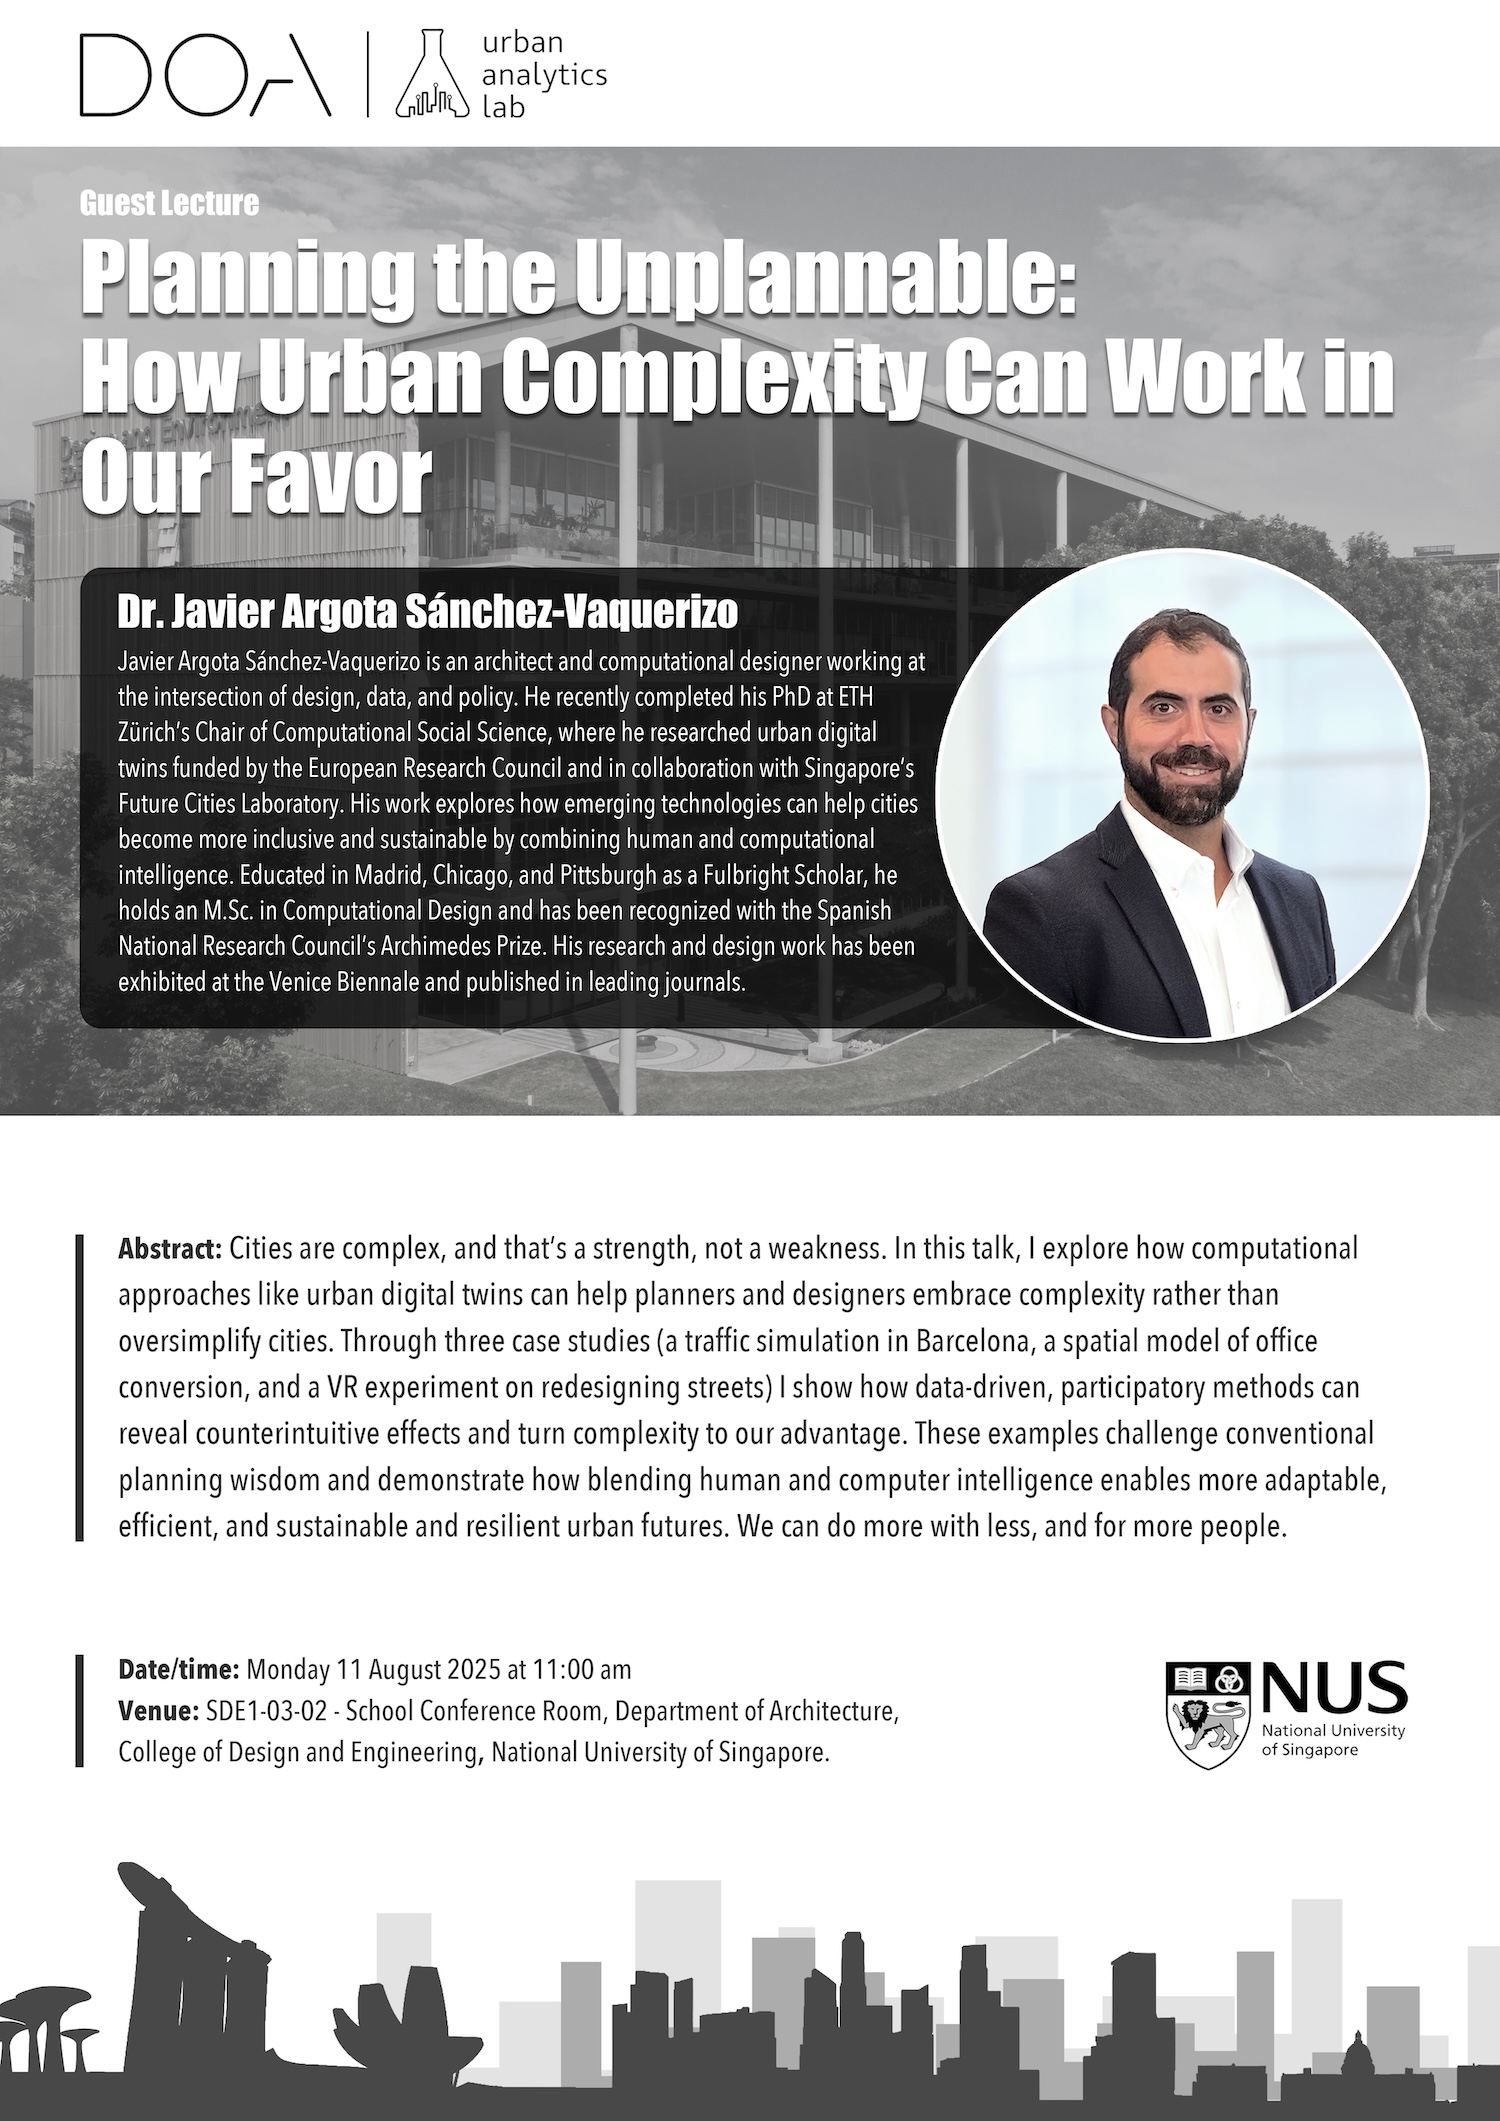 DOA
urban
analytics
lab
Guest Lecture
Planning the Unplannable:
How Urban Complexity Can Work in
Our Favor
Dr. Javier Argota Sánchez-Vaquerizo
Javier Argota Sánchez-Vaquerizo is an architect and computational designer working at
the intersection of design, data, and policy. He recently completed his PhD at ETH
Zürich’s Chair of Computational Social Science, where he researched urban digital
twins funded by the European Research Council and in collaboration with Singapore’s
Future Cities Laboratory. His work explores how emerging technologies can help cities
become more inclusive and sustainable by combining human and computational
intelligence. Educated in Madrid, Chicago, and Pittsburgh as a Fulbright Scholar, he
holds an M.Sc. in Computational Design and has been recognized with the Spanish
National Research Council’s Archimedes Prize. His research and design work has been
exhibited at the Venice Biennale and published in leading journals.
Abstract: Cities are complex, and that’s a strength, not a weakness. In this talk, I explore how computational
approaches like urban digital twins can help planners and designers embrace complexity rather than
oversimplify cities. Through three case studies (a traffic simulation in Barcelona, a spatial model of office
conversion, and a VR experiment on redesigning streets) I show how data-driven, participatory methods can
reveal counterintuitive effects and turn complexity to our advantage. These examples challenge conventional
planning wisdom and demonstrate how blending human and computer intelligence enables more adaptable,
efficient, and sustainable and resilient urban futures. We can do more with less, and for more people.
Date/time: Monday 11 August 2025 at 11:00 am
Venue: SDE1-03-02 - School Conference Room, Department of Architecture,
College of Design and Engineering, National University of Singapore.
NUS
National University
of Singapore